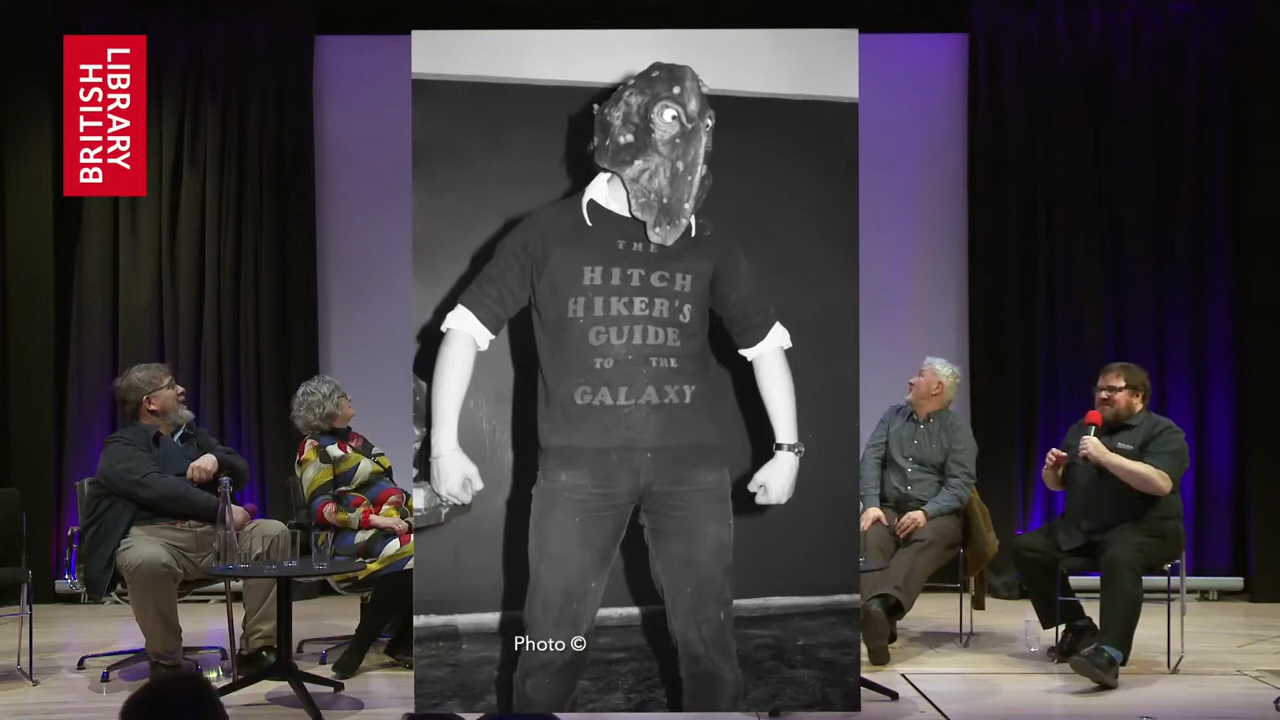 BRITISH
LIBRARY
THE
HITCH
HIKER'S
GUIDE
TO THE
GALAXY
Photo ©